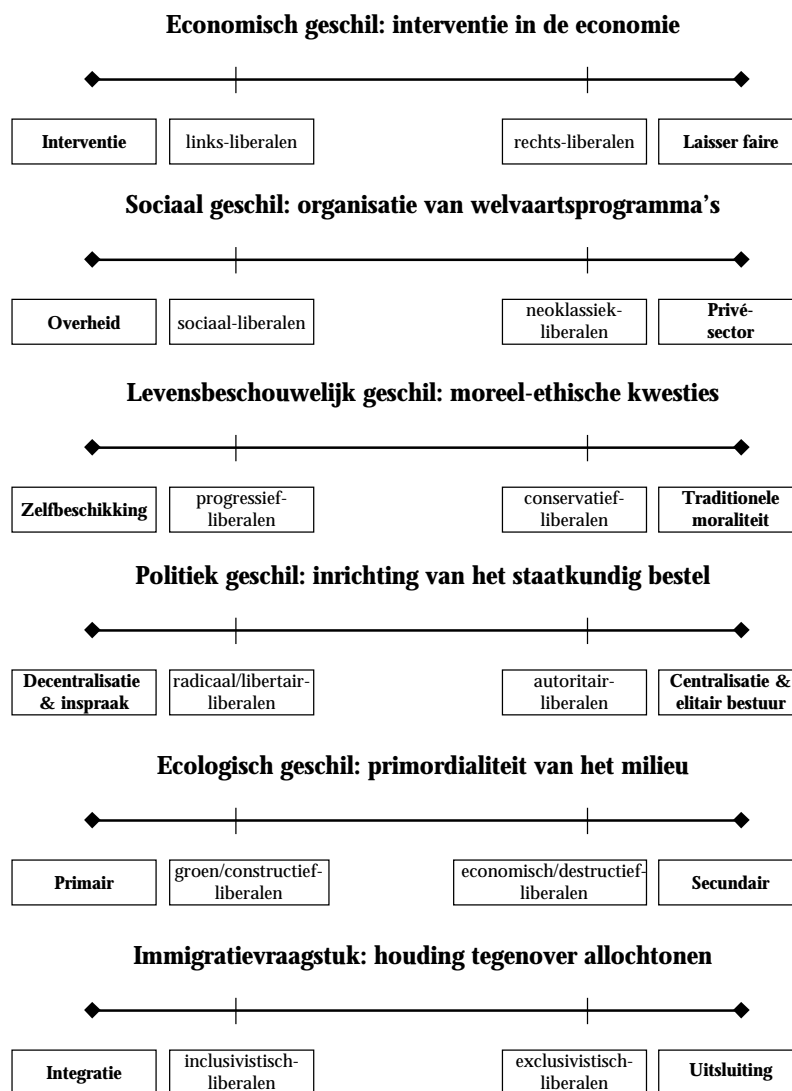 Economisch geschil: interventie in de economie
Interventie
links-liberalen
rechts-liberalen
Laisser faire
Sociaal geschil: organisatie van welvaartsprogramma's
Overheid
sociaal-liberalen
neoklassiek-
liberalen
Privé-
sector
Levensbeschouwelijk geschil: moreel-ethische kwesties
Zelfbeschikking
progressief-
liberalen
conservatief-
liberalen
Traditionele
moraliteit
Politiek geschil: inrichting van het staatkundig bestel
Decentralisatie
& inspraak
radicaal/libertair-
liberalen
autoritair-
liberalen
Centralisatie &
elitair bestuur
Ecologisch geschil: primordialiteit van het milieu
Primair
groen/constructief-
liberalen
economisch/destructief-
liberalen
Secundair
Immigratievraagstuk: houding tegenover allochtonen
Integratie
inclusivistisch-
liberalen
exclusivistisch-
liberalen
Uitsluiting